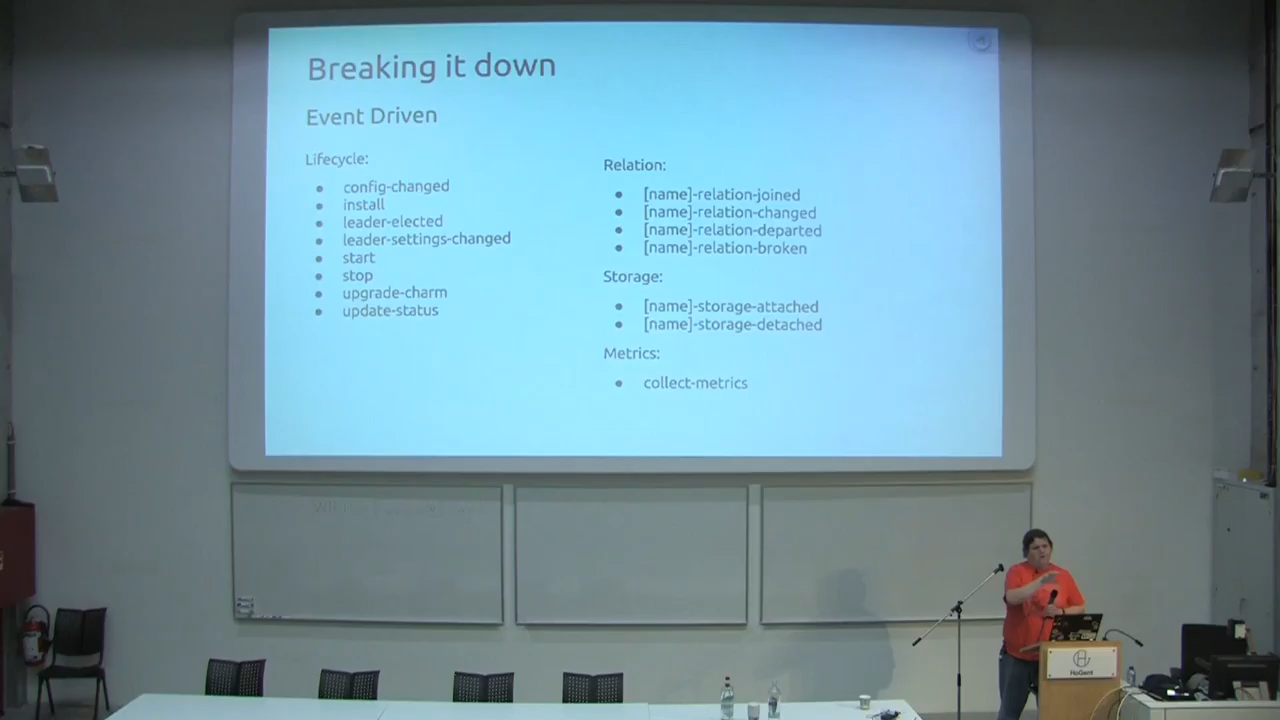 Breaking it down
Event Driven
Lifecycle:
config-changed
install
leader-elected
leader-settings-changed
start
stop
upgrade-charm
update-status
Relation:
[name]-relation-joined
[name]-relation-changed
[name]-relation-departed
[name]-relation-broken
Storage:
[name]-storage-attached
[name]-storage-detached
Metrics:
collect-metrics
HoGent